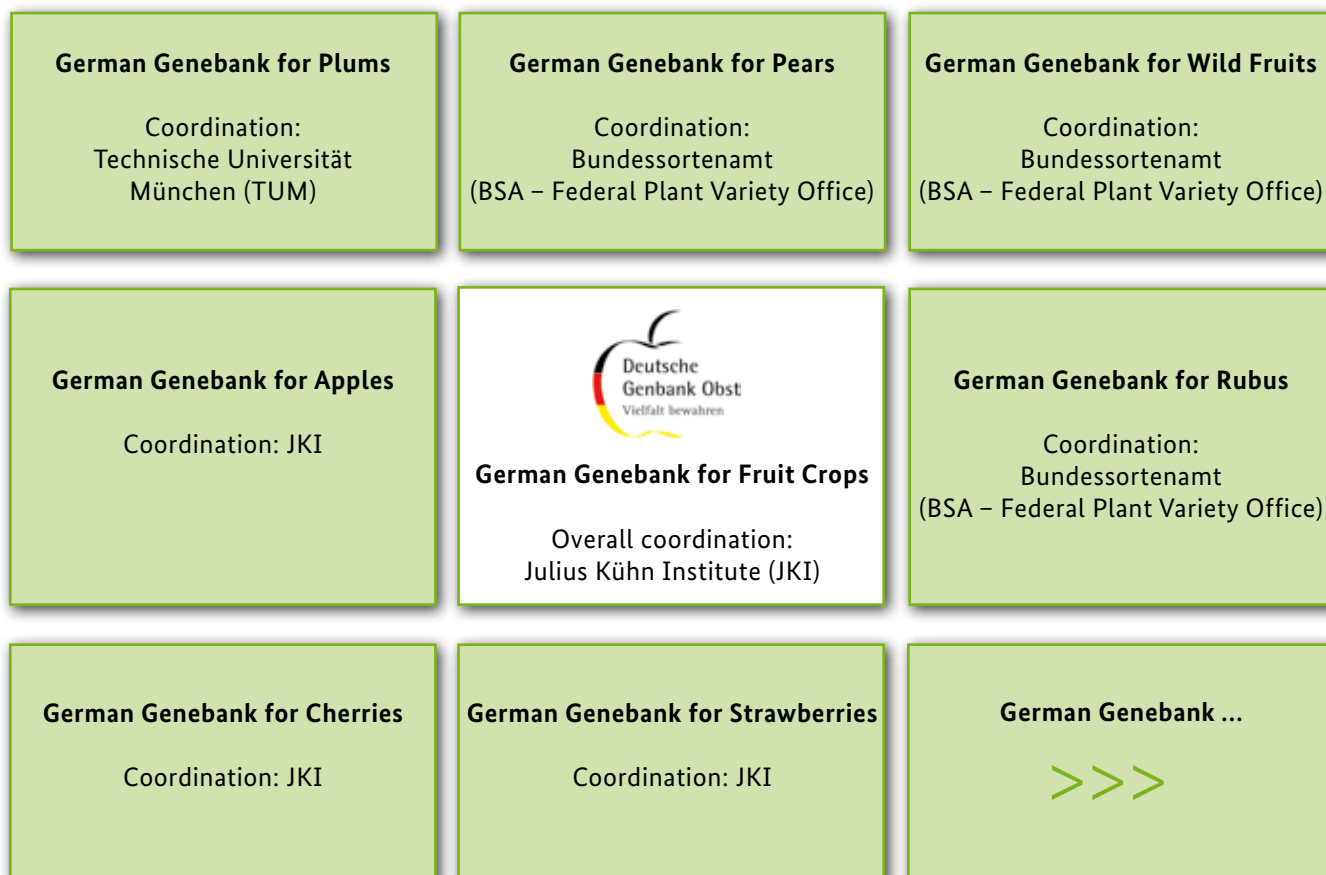 German Genebank for Plums
Coordination:
Technische Universität
München (TUM)
German Genebank for Pears
Coordination:
Bundessortenamt
(BSA – Federal Plant Variety Office)
German Genebank for Wild Fruits
Coordination:
Bundessortenamt
(BSA – Federal Plant Variety Office)
German Genebank for Apples
Coordination: JKI
Deutsche
Genbank Obst
Vielfalt bewahren
German Genebank for Fruit Crops
Overall coordination:
Julius Kühn Institute (JKI)
German Genebank for Rubus
Coordination:
Bundessortenamt
(BSA – Federal Plant Variety Office)
German Genebank for Cherries
Coordination: JKI
German Genebank for Strawberries
Coordination: JKI
German Genebank ...
>>>